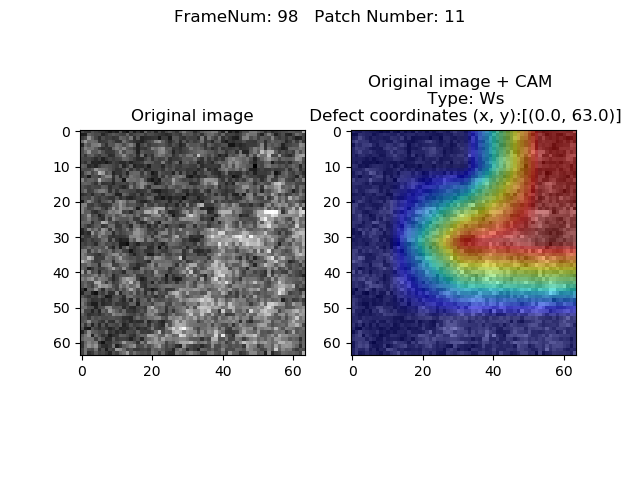 FrameNum: 98   Patch Number: 11
Original image
0
10
20
30
40
50
60
0 20 40 60
Original image + CAM
Type: Ws
Defect coordinates (x, y):[(0.0, 63.0)]
0
10
20
30
40
50
60
0 20 40 60